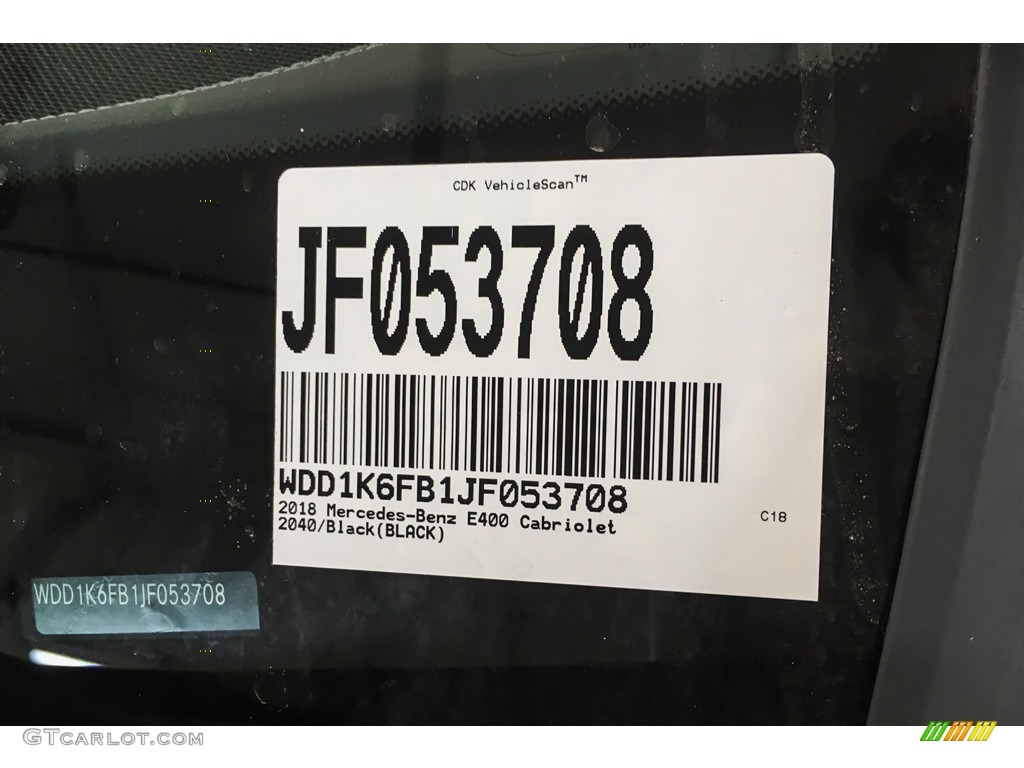 CDK VehicleScan™
JF053708
WDD1K6FB1JF053708
2018 Mercedes-Benz E400 Cabriolet
2040/Black(BLACK)
C18
WDD1K6FB1JF053708
GTCARLOT.COM